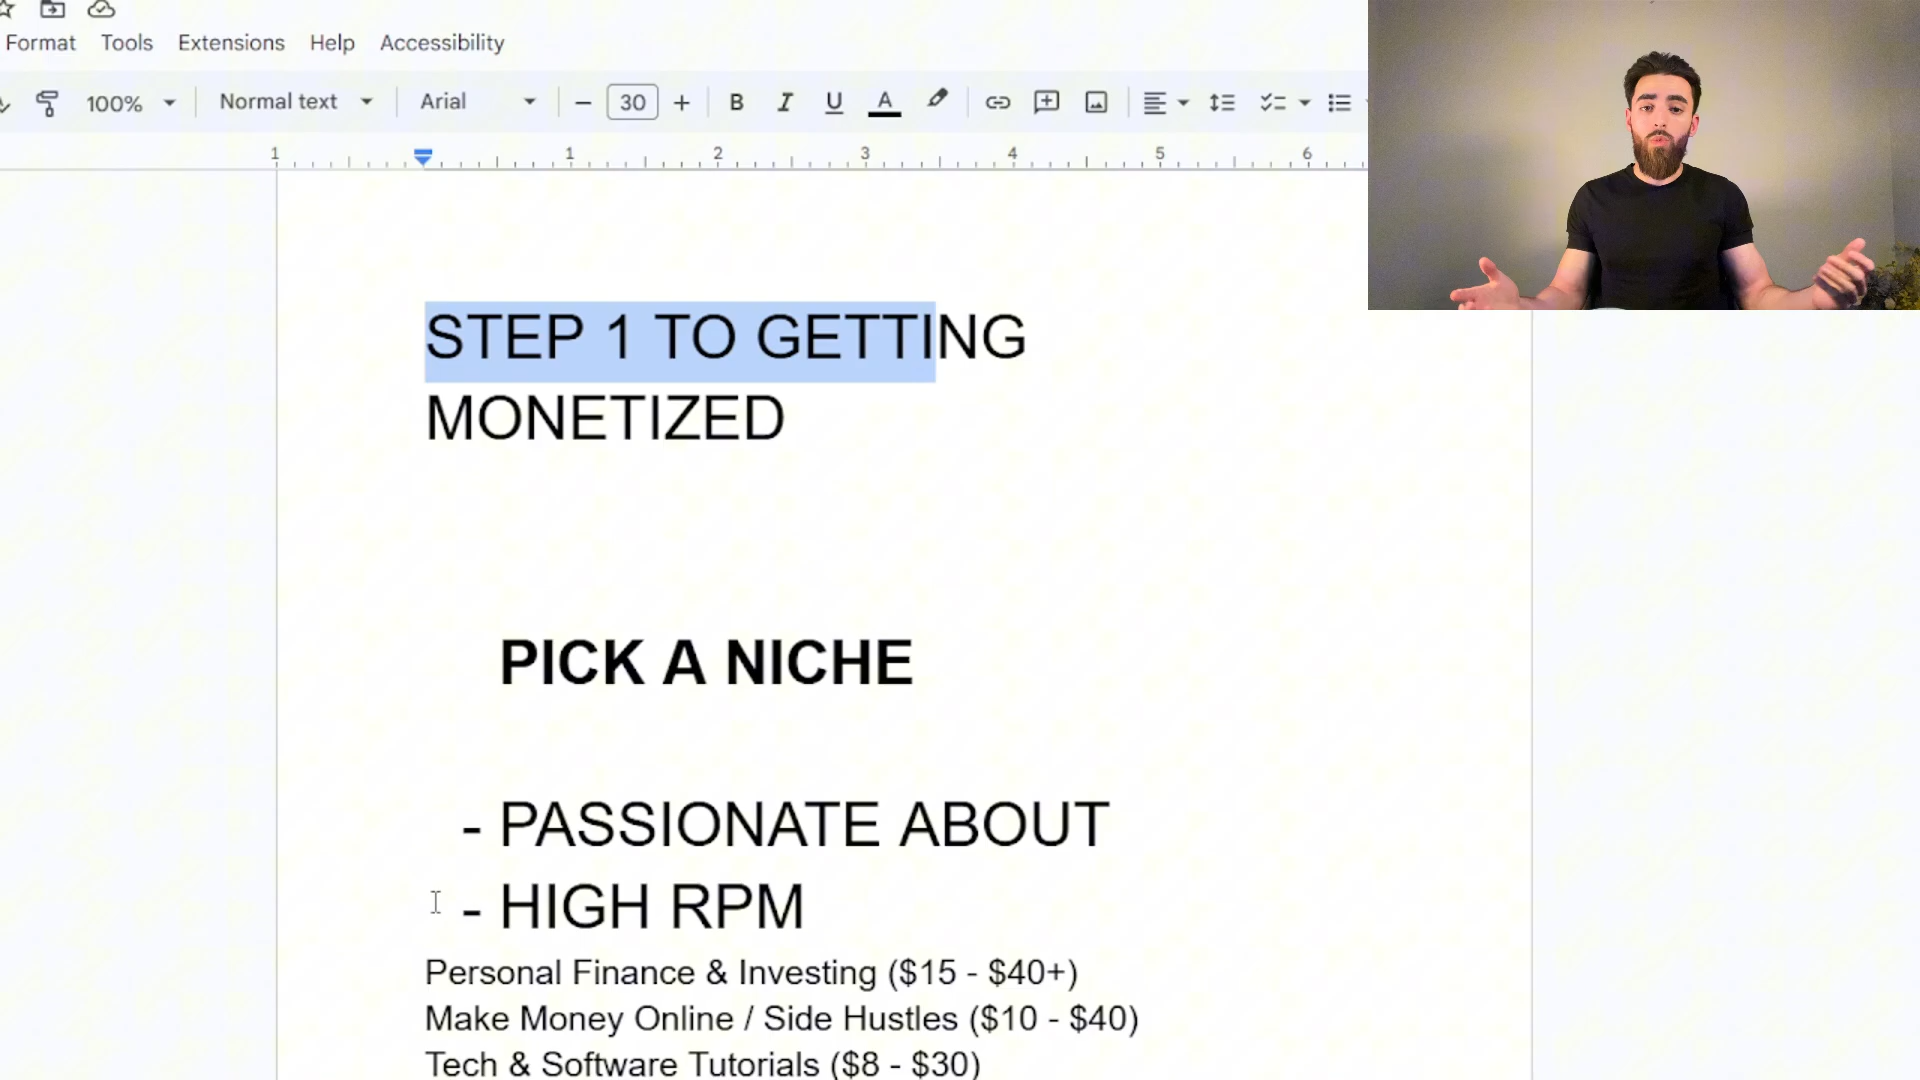 Format Tools Extensions Help Accessibility
100% Normal text Arial 30 B I U A
1 1 2 3 4 5 6
STEP 1 TO GETTING
MONETIZED
PICK A NICHE
- PASSIONATE ABOUT
- HIGH RPM
Personal Finance & Investing ($15 - $40+)
Make Money Online / Side Hustles ($10 - $40)
Tech & Software Tutorials ($8 - $30)